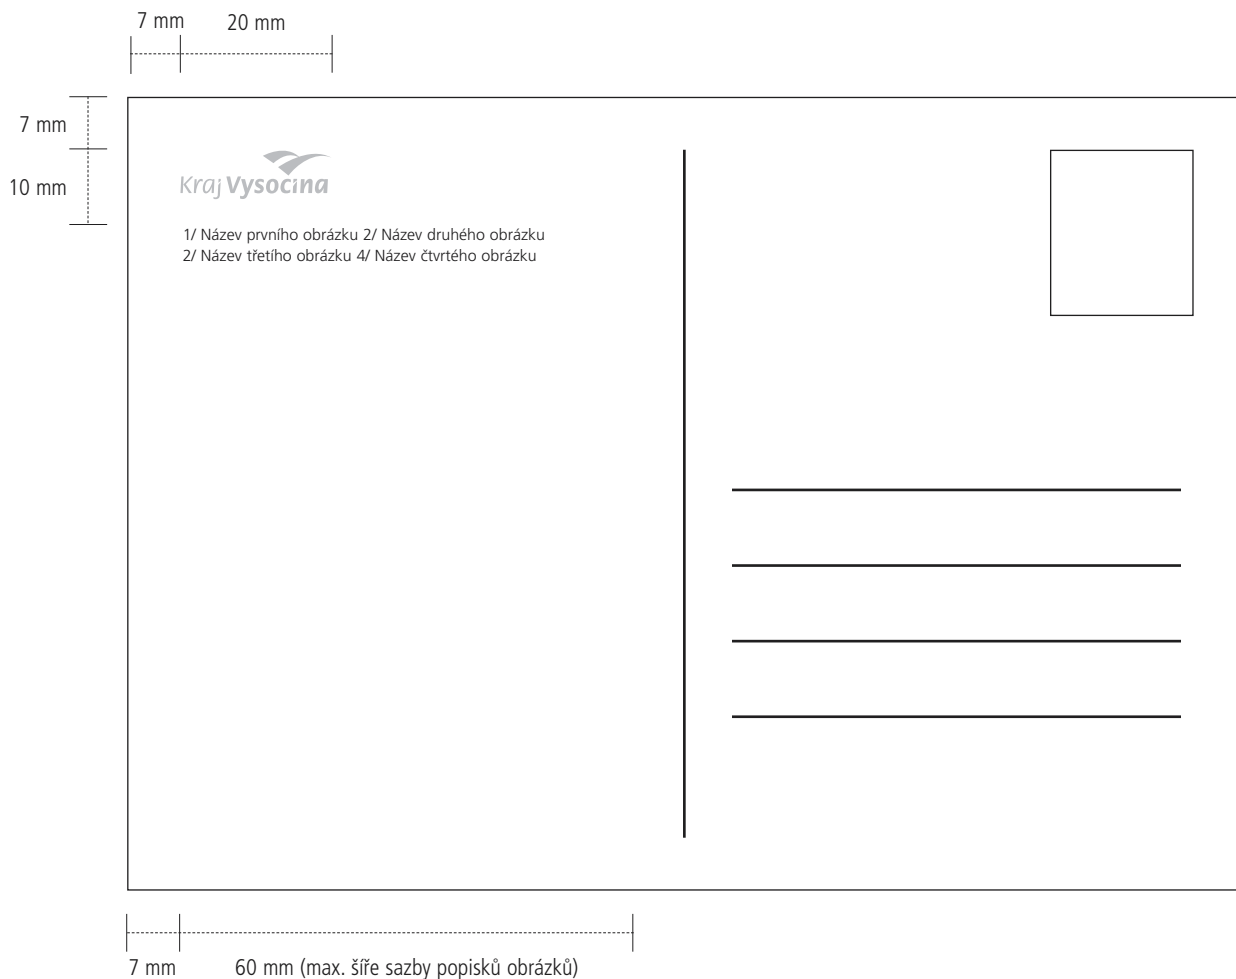 7 mm 20 mm
7 mm
10 mm
Kraj Vysočina
1/ Název prvního obrázku 2/ Název druhého obrázku
2/ Název třetího obrázku 4/ Název čtvrtého obrázku
7 mm 60 mm (max. šíře sazby popisků obrázků)